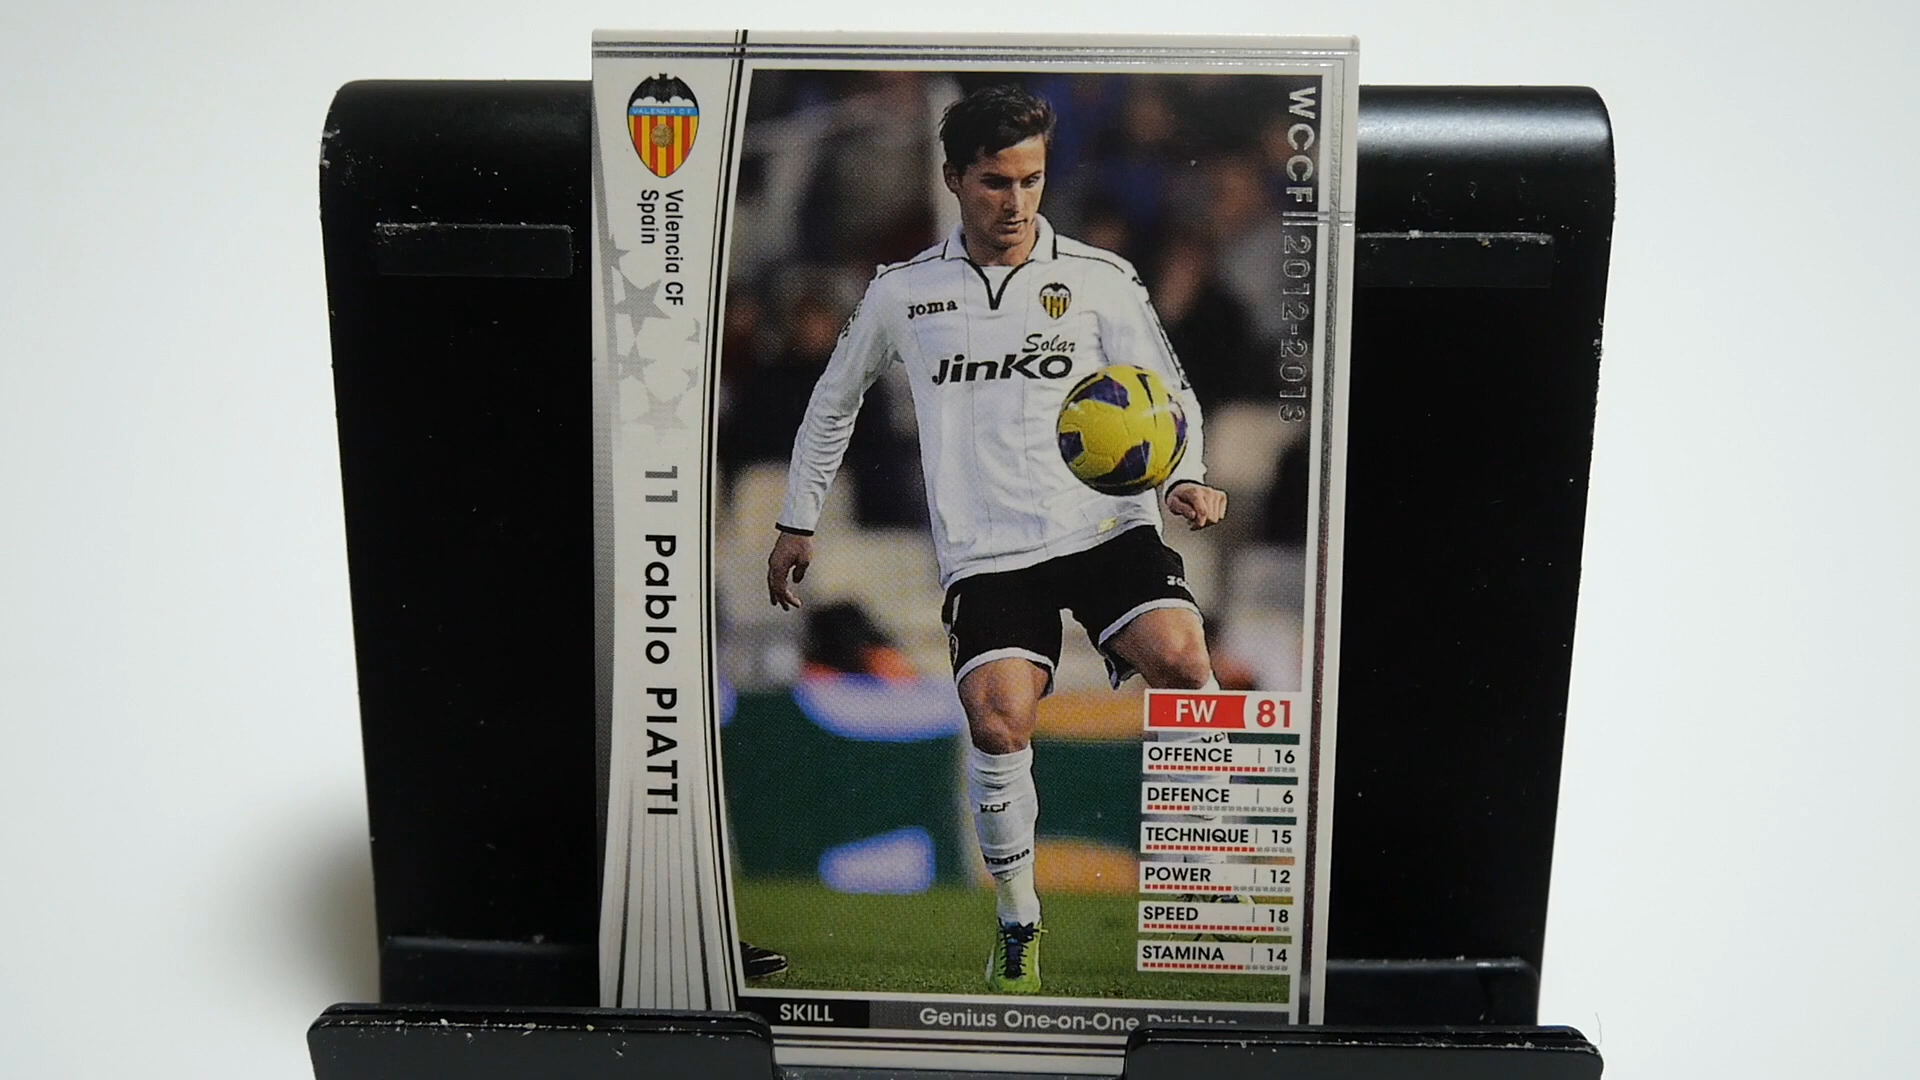 VALENCIA C.F
Valencia CF
Spain
11 Pablo PIATTI
WCCF 2012-2013
Joma
Solar
JinKO
VCF
FW 81
OFFENCE 16
DEFENCE 6
TECHNIQUE 15
POWER 12
SPEED 18
STAMINA 14
SKILL Genius One-on-One